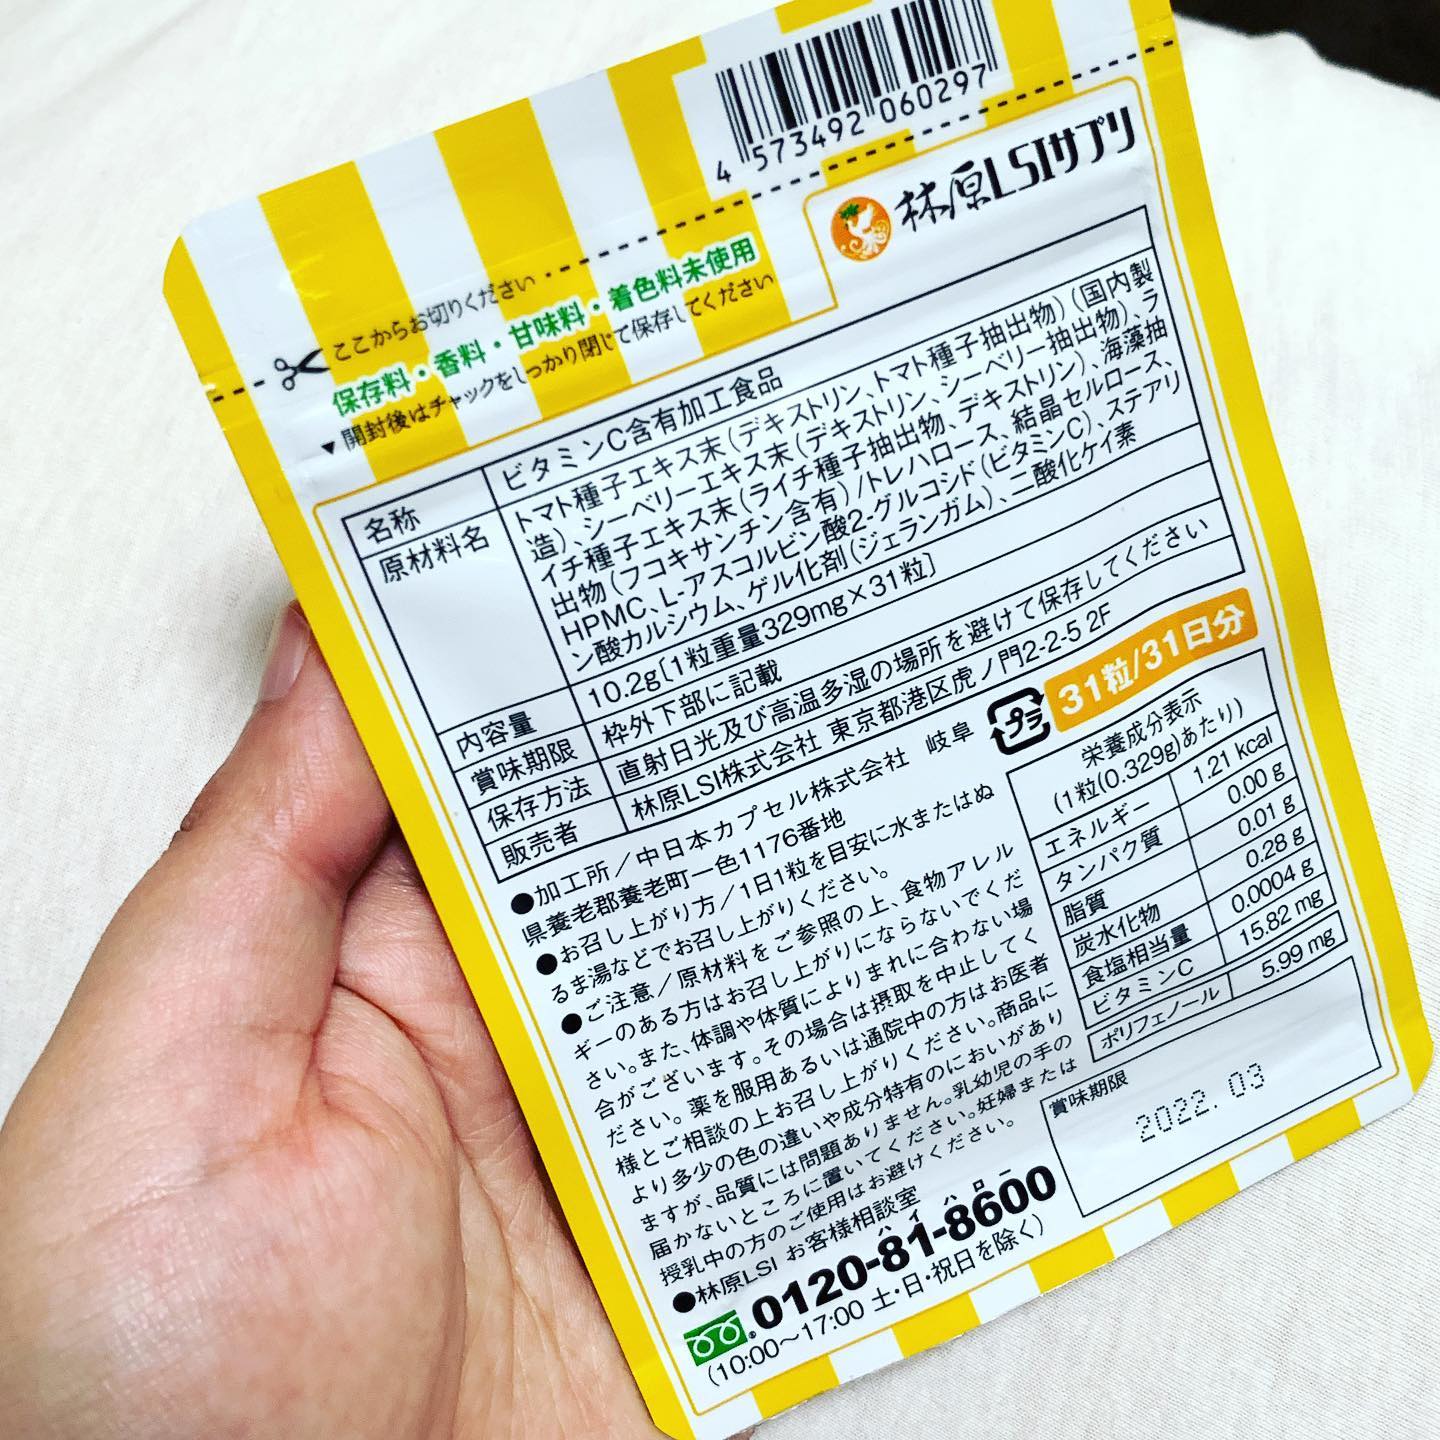 4 573492 060297
林原LSIサプリ
ここからお切りください
保存料・香料・甘味料・着色料未使用
▼開封後はチャックをしっかり閉じて保存してください
名称 ビタミンC含有加工食品
原材料名 トマト種子エキス末(デキストリン、トマト種子抽出物)(国内製
造)、シーベリーエキス末(デキストリン、シーベリー抽出物)、ラ
イチ種子エキス末(ライチ種子抽出物、デキストリン)、海藻抽
出物(フコキサンチン含有)/トレハロース、結晶セルロース、
HPMC、L-アスコルビン酸2-グルコシド(ビタミンC)、ステアリ
ン酸カルシウム、ゲル化剤(ジェランガム)、二酸化ケイ素
内容量 10.2g[1粒重量329mg×31粒]
賞味期限 枠外下部に記載
保存方法 直射日光及び高温多湿の場所を避けて保存してください
販売者 林原LSI株式会社 東京都港区虎ノ門2-2-5 2F
プラ
31粒/31日分
●加工所/中日本カプセル株式会社 岐阜
県養老郡養老町一色1176番地
●お召し上がり方/1日1粒を目安に水またはぬ
るま湯などでお召し上がりください。
●ご注意/原材料をご参照の上、食物アレル
ギーのある方はお召し上がりにならないでくだ
さい。また、体調や体質によりまれに合わない場
合がございます。その場合は摂取を中止してく
ださい。薬を服用あるいは通院中の方はお医者
様とご相談の上お召し上がりください。商品に
より多少の色の違いや成分特有のにおいがあり
ますが、品質には問題ありません。乳幼児の手の
届かないところに置いてください。妊婦または
授乳中の方のご使用はお避けください。
●林原LSI お客様相談室
ハイ ハロー
0120-81-8600
(10:00～17:00 土・日・祝日を除く)
栄養成分表示
(1粒(0.329g)あたり)
エネルギー 1.21 kcal
タンパク質 0.00 g
脂質 0.01 g
炭水化物 0.28 g
食塩相当量 0.0004 g
ビタミンC 15.82 mg
ポリフェノール 5.99 mg
賞味期限
2022.03